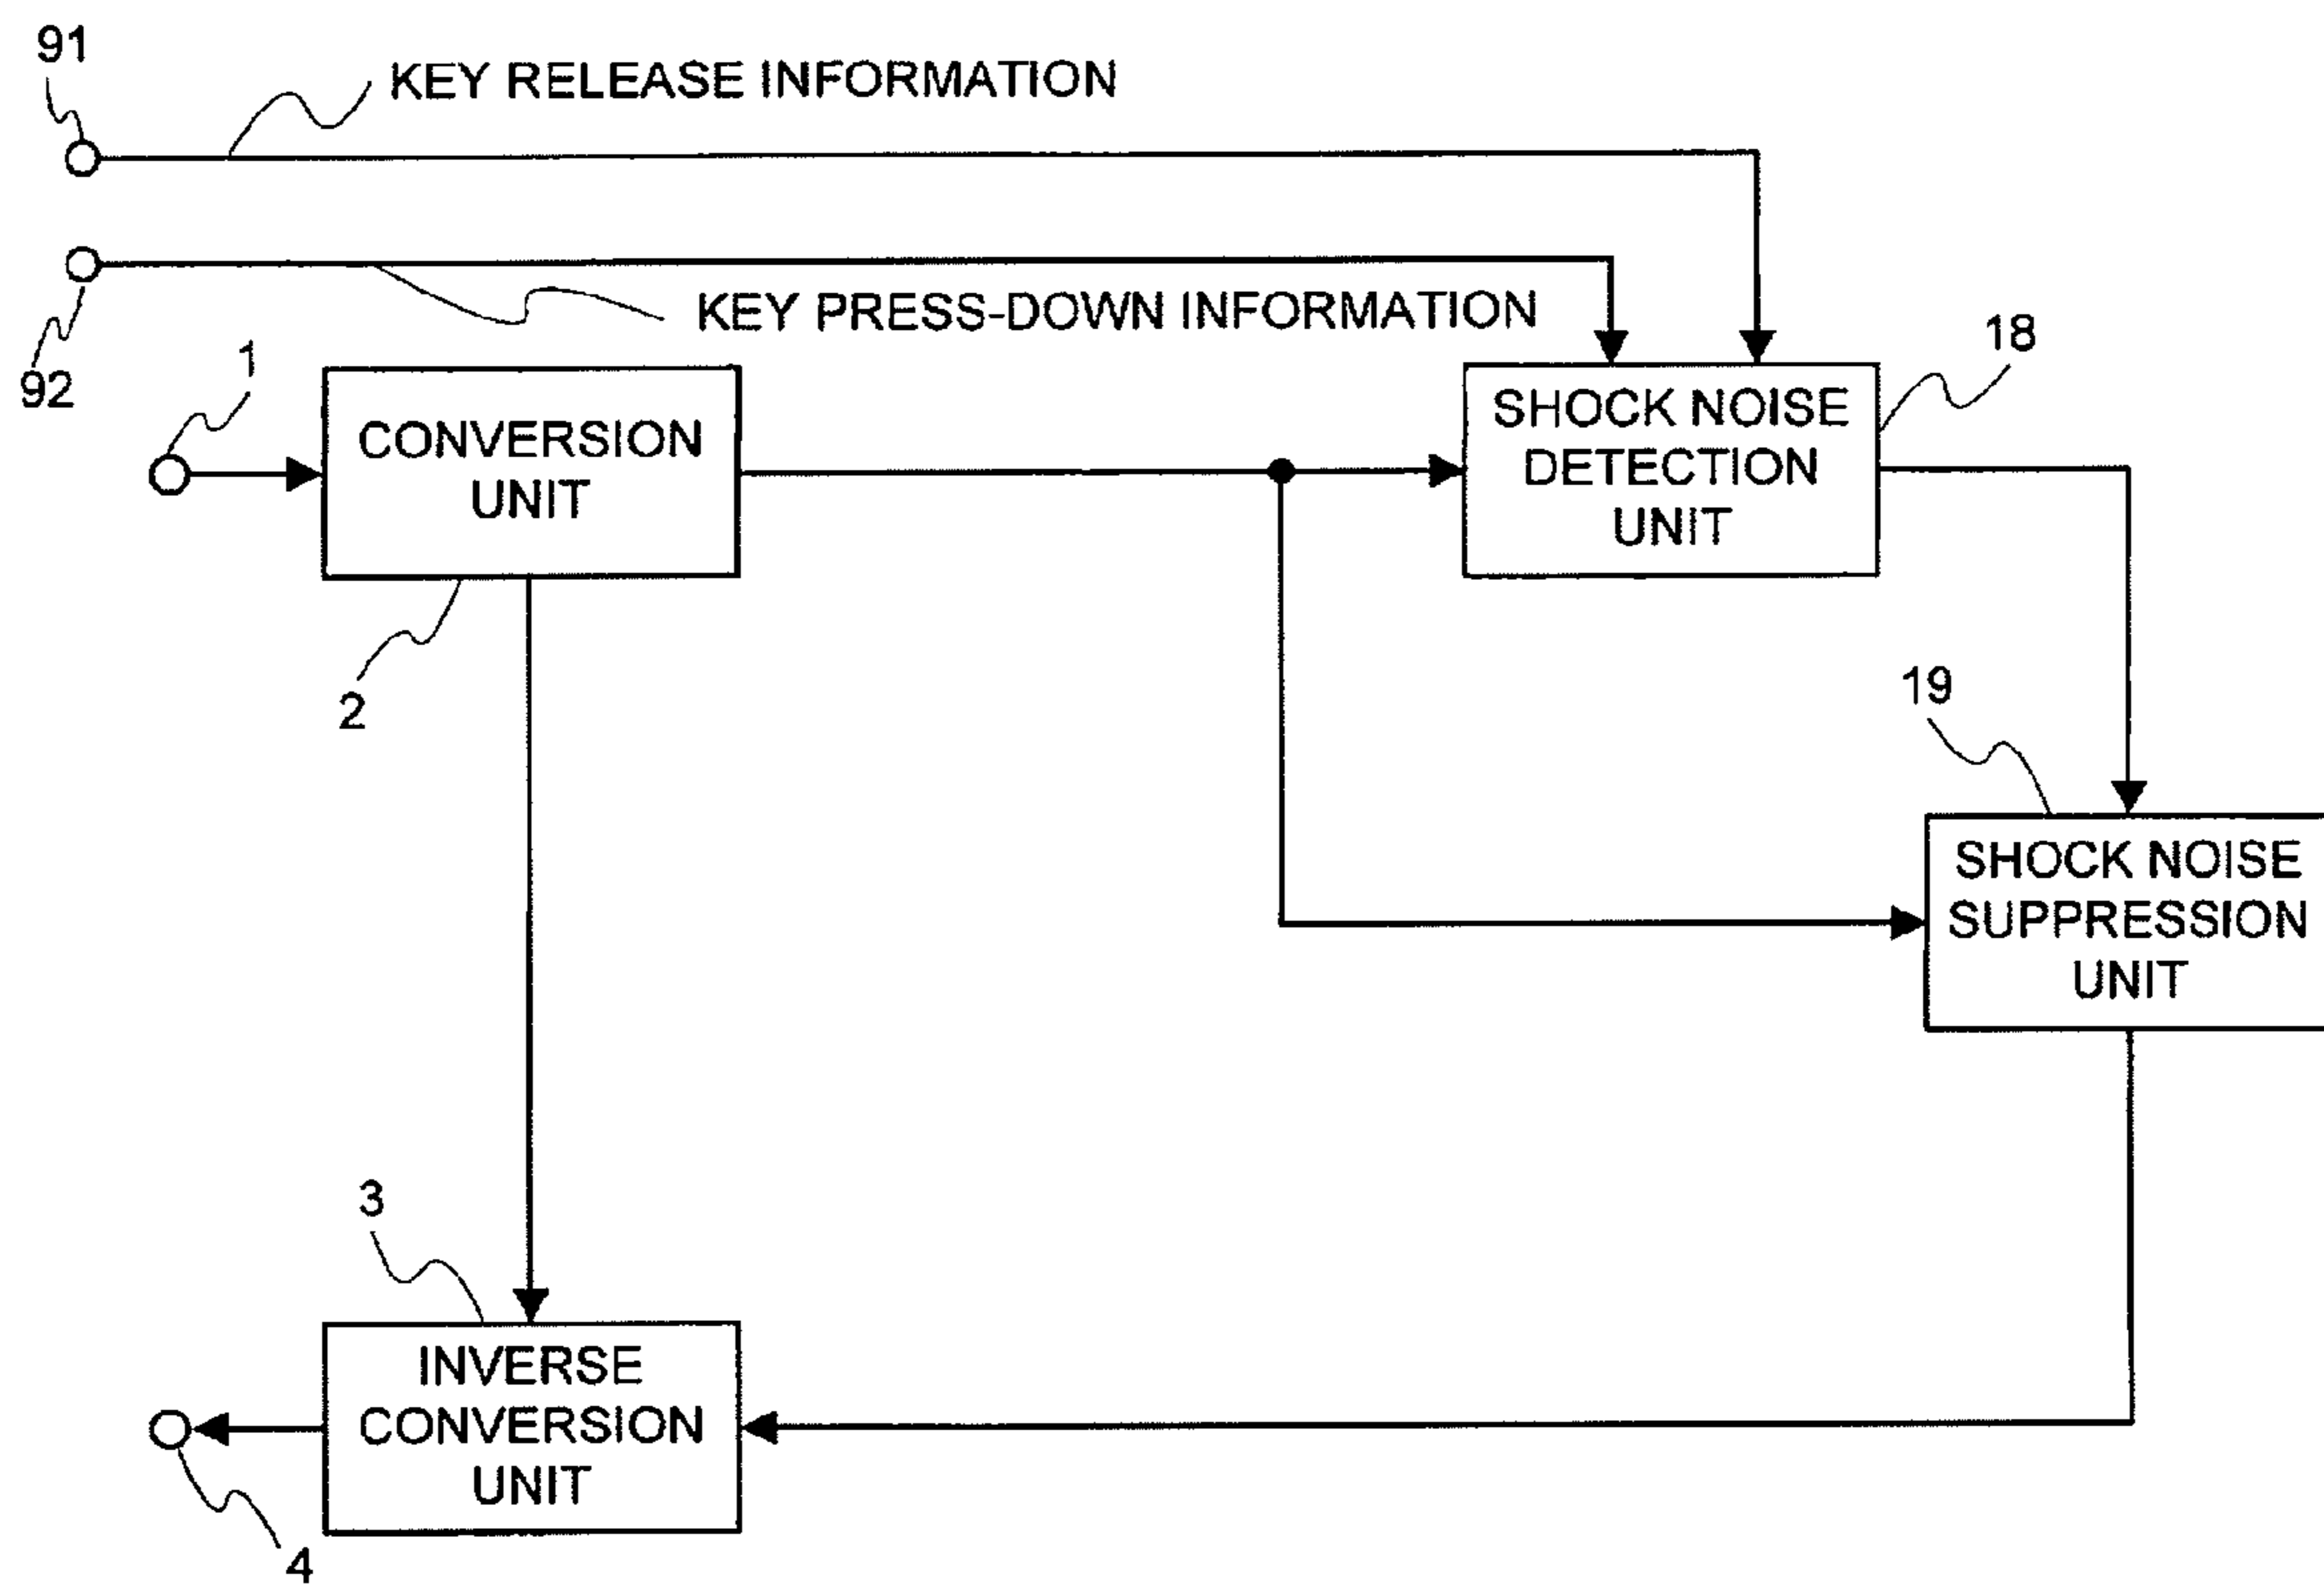 91
KEY RELEASE INFORMATION
92
KEY PRESS-DOWN INFORMATION
1
CONVERSION
UNIT
2
18
SHOCK NOISE
DETECTION
UNIT
19
SHOCK NOISE
SUPPRESSION
UNIT
3
INVERSE
CONVERSION
UNIT
4